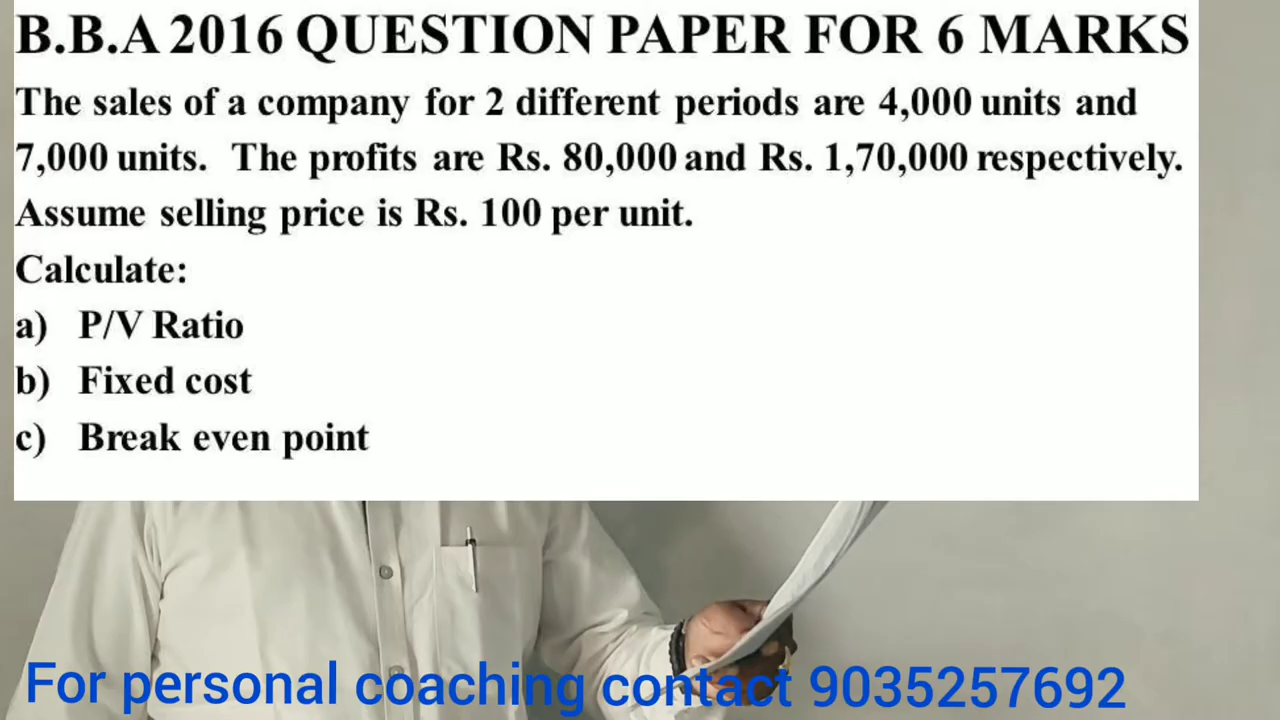 B.B.A 2016 QUESTION PAPER FOR 6 MARKS
The sales of a company for 2 different periods are 4,000 units and
7,000 units. The profits are Rs. 80,000 and Rs. 1,70,000 respectively.
Assume selling price is Rs. 100 per unit.
Calculate:
a) P/V Ratio
b) Fixed cost
c) Break even point
For personal coaching contact 9035257692